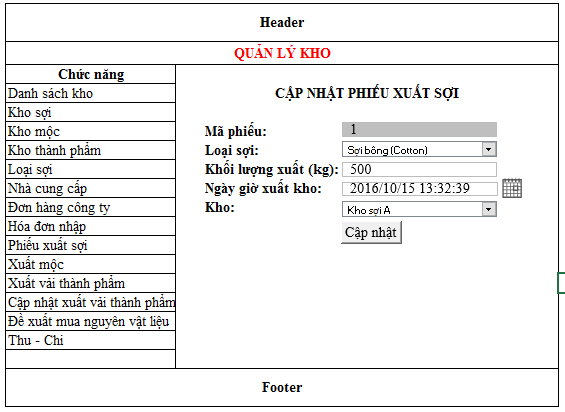 Header
QUẢN LÝ KHO
Chức năng
Danh sách kho
Kho sợi
Kho mộc
Kho thành phẩm
Loại sợi
Nhà cung cấp
Đơn hàng công ty
Hóa đơn nhập
Phiếu xuất sợi
Xuất mộc
Xuất vải thành phẩm
Cập nhật xuất vải thành phẩm
Đề xuất mua nguyên vật liệu
Thu - Chi
CẬP NHẬT PHIẾU XUẤT SỢI
Mã phiếu: 1
Loại sợi: Sợi bông (Cotton)
Khối lượng xuất (kg): 500
Ngày giờ xuất kho: 2016/10/15 13:32:39
Kho: Kho sợi A
Cập nhật
Footer